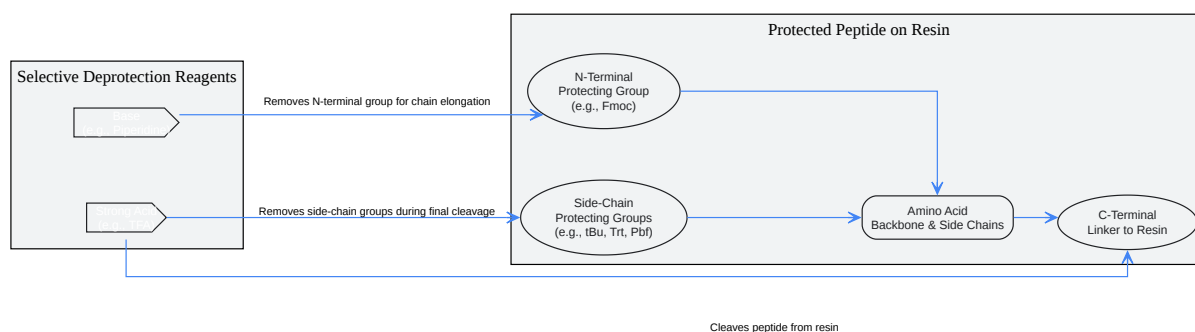 Protected Peptide on Resin
Selective Deprotection Reagents
N-Terminal
Protecting Group
(e.g., Fmoc)
Removes N-terminal group for chain elongation
Base
(e.g., Piperidine)
Side-Chain
Protecting Groups
(e.g., tBu, Trt, Pbf)
Removes side-chain groups during final cleavage
Strong Acid
(e.g., TFA)
Amino Acid
Backbone & Side Chains
C-Terminal
Linker to Resin
Cleaves peptide from resin